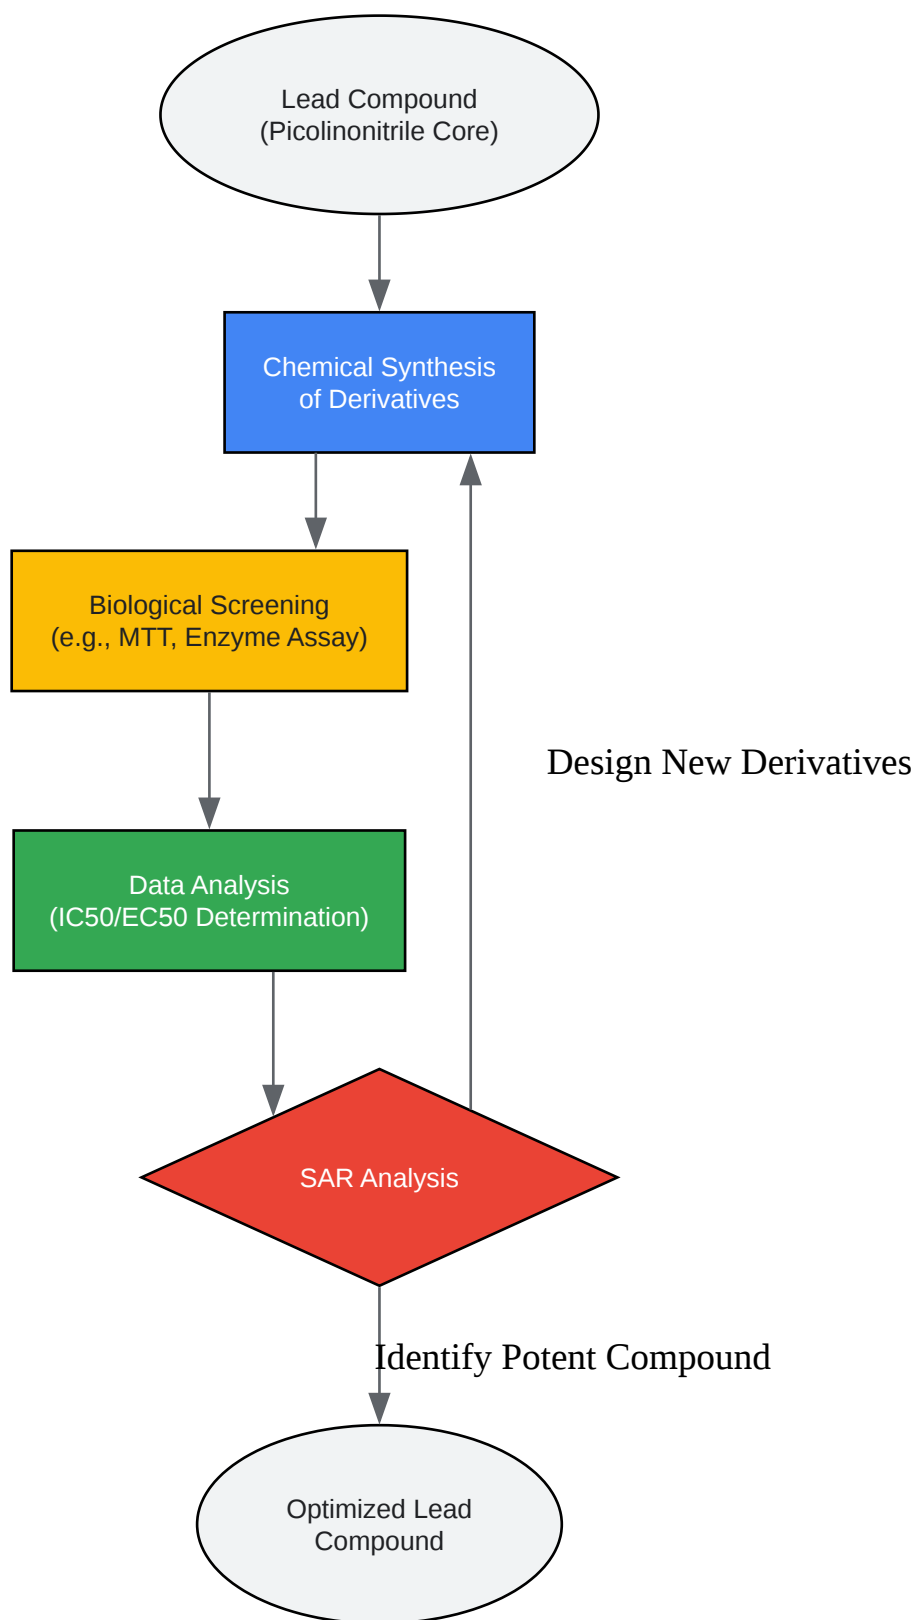 Lead Compound
(Picolinonitrile Core)
Chemical Synthesis
of Derivatives
Biological Screening
(e.g., MTT, Enzyme Assay)
Design New Derivatives
Data Analysis
(IC50/EC50 Determination)
SAR Analysis
Identify Potent Compound
Optimized Lead
Compound